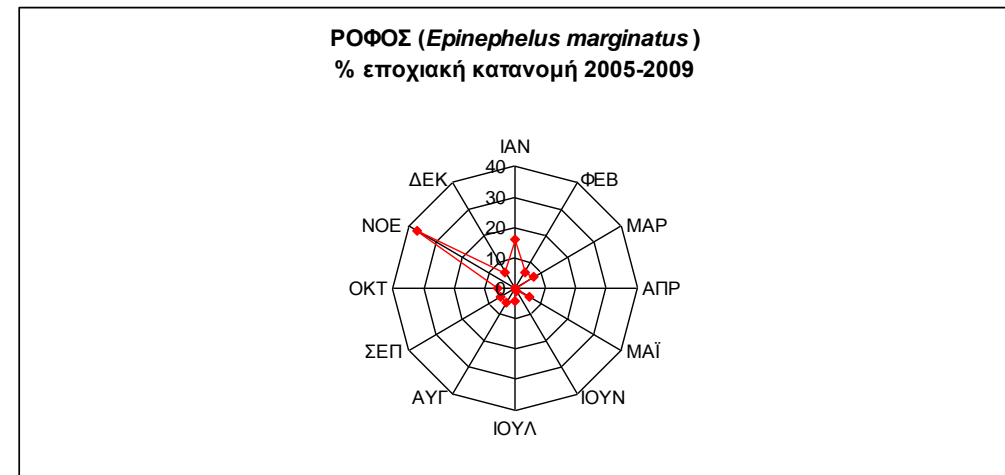 ΡΟΦΟΣ (Epinephelus marginatus)
% εποχιακή κατανομή 2005-2009
ΙΑΝ
ΦΕΒ
ΜΑΡ
ΑΠΡ
ΜΑΪ
ΙΟΥΝ
ΙΟΥΛ
ΑΥΓ
ΣΕΠ
ΟΚΤ
ΝΟΕ
ΔΕΚ
40
30
20
10
0